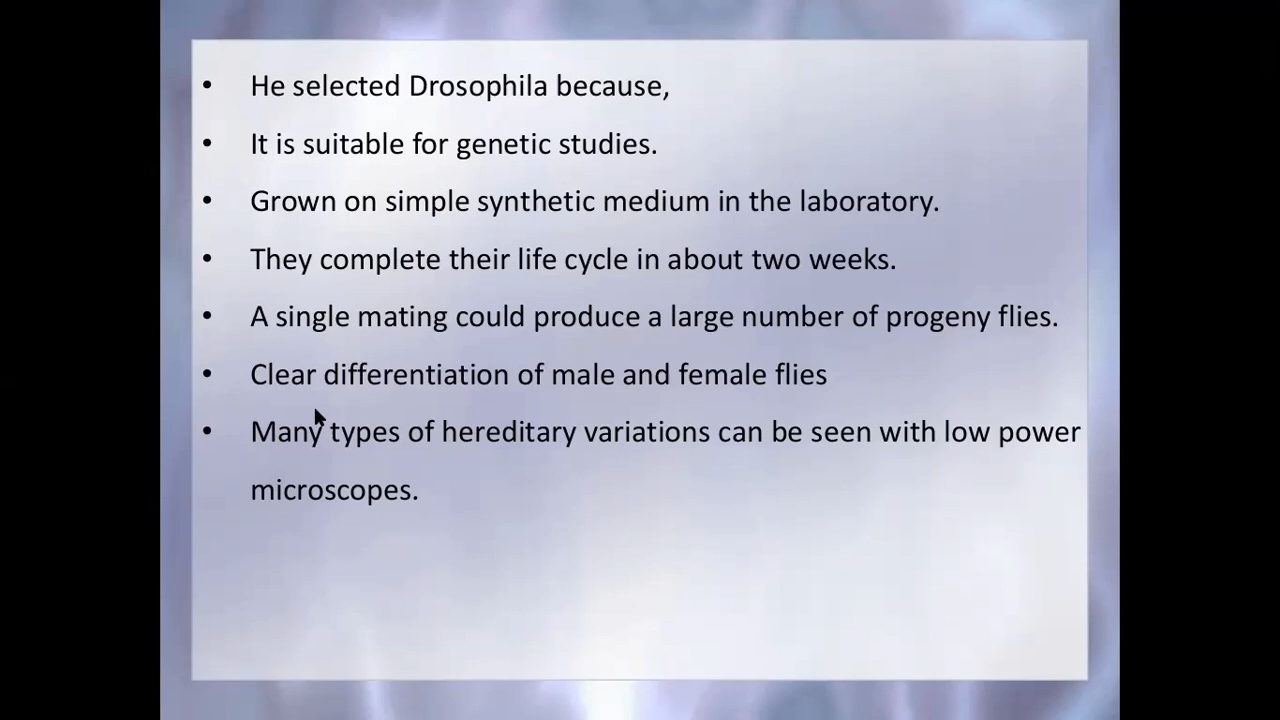 • He selected Drosophila because,
• It is suitable for genetic studies.
• Grown on simple synthetic medium in the laboratory.
• They complete their life cycle in about two weeks.
• A single mating could produce a large number of progeny flies.
• Clear differentiation of male and female flies
• Many types of hereditary variations can be seen with low power
microscopes.